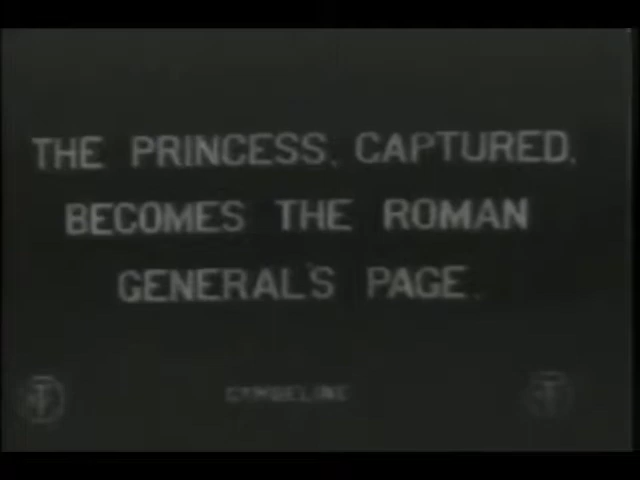 THE PRINCESS, CAPTURED,
BECOMES THE ROMAN
GENERAL'S PAGE.
CYMBELINE